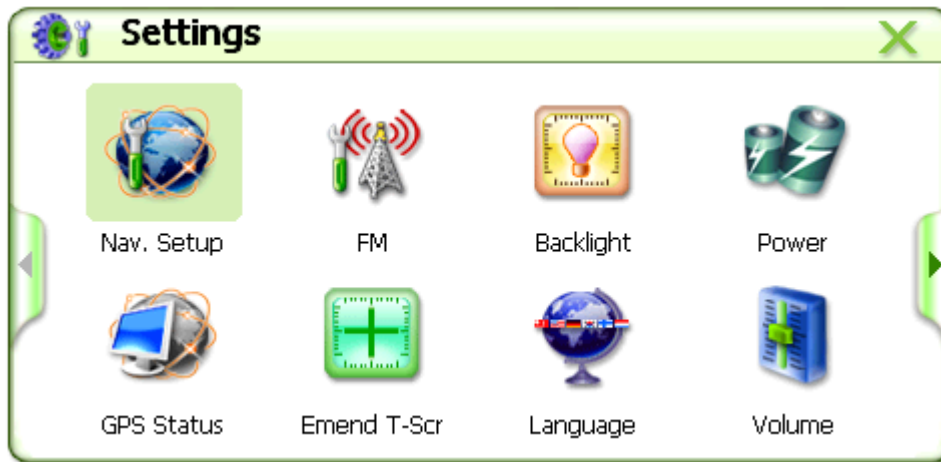 Settings
Nav. Setup FM Backlight Power
GPS Status Emend T-Scr Language Volume